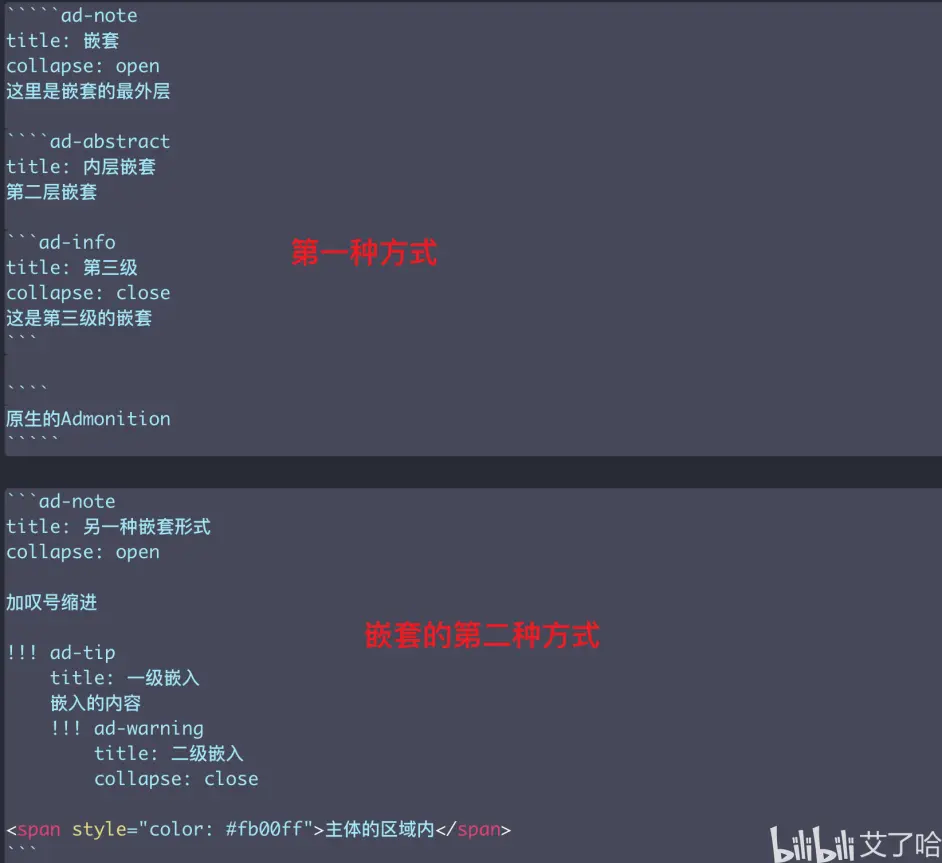 `````ad-note
title: 嵌套
collapse: open
这里是嵌套的最外层
````ad-abstract
title: 内层嵌套
第二层嵌套
```ad-info
第一种方式
title: 第三级
collapse: close
这是第三级的嵌套
```
````
原生的Admonition
`````
```ad-note
title: 另一种嵌套形式
collapse: open
加叹号缩进
嵌套的第二种方式
!!! ad-tip
title: 一级嵌入
嵌入的内容
!!! ad-warning
title: 二级嵌入
collapse: close
<span style="color: #fb00ff">主体的区域内</span>
```
bilibili 艾了哈